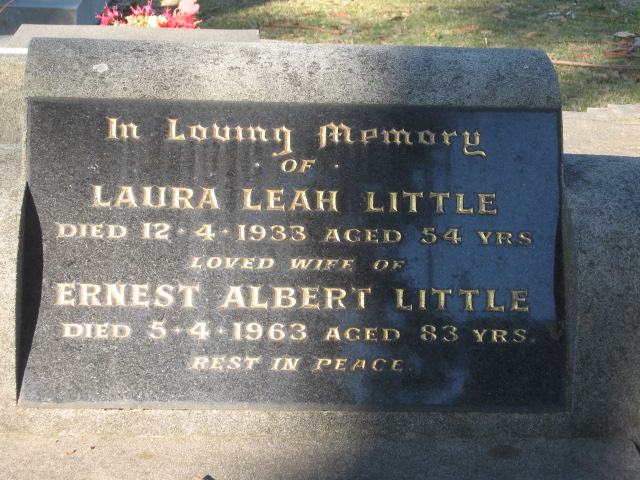 In Loving Memory
· OF ·
LAURA LEAH LITTLE
DIED 12·4·1933 AGED 54 YRS
LOVED WIFE OF
ERNEST ALBERT LITTLE
DIED 5·4·1963 AGED 83 YRS.
REST IN PEACE.